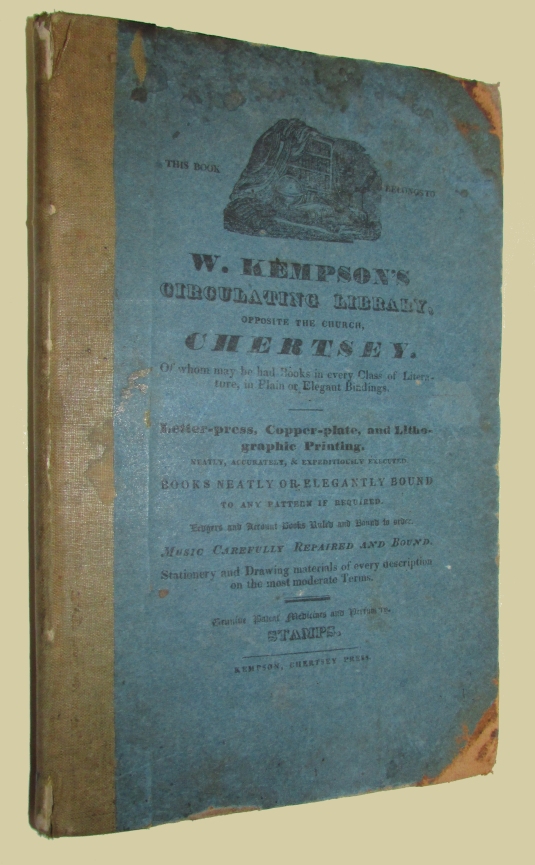 THIS BOOK BELONGS TO
W. KEMPSON'S
CIRCULATING LIBRARY,
OPPOSITE THE CHURCH,
CHERTSEY.
Of whom may be had Books in every Class of Litera-
ture, in Plain or Elegant Bindings.
Letter-press, Copper-plate, and Litho-
graphic Printing.
NEATLY, ACCURATELY, & EXPEDITIOUSLY EXECUTED.
BOOKS NEATLY OR ELEGANTLY BOUND
TO ANY PATTERN IF REQUIRED.
Legers and Account Books Ruled and Bound to order.
MUSIC CAREFULLY REPAIRED AND BOUND.
Stationery and Drawing materials of every description
on the most moderate Terms.
Genuine Patent Medicines and
STAMPS.
KEMPSON, CHERTSEY PRESS